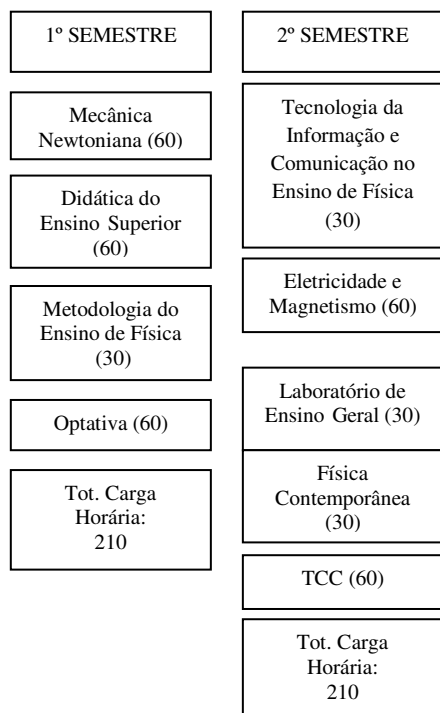 1º SEMESTRE
Mecânica
Newtoniana (60)
Didática do
Ensino Superior
(60)
Metodologia do
Ensino de Física
(30)
Optativa (60)
Tot. Carga
Horária:
210
2º SEMESTRE
Tecnologia da
Informação e
Comunicação no
Ensino de Física
(30)
Eletricidade e
Magnetismo (60)
Laboratório de
Ensino Geral (30)
Física
Contemporânea
(30)
TCC (60)
Tot. Carga
Horária:
210